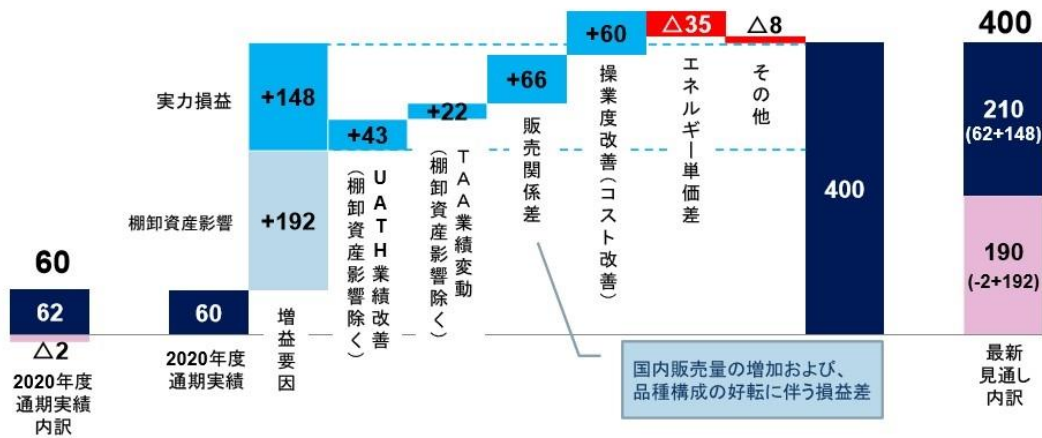 60
62
△2
2020年度
通期実績
内訳
60
2020年度
通期実績
実力損益
+148
棚卸資産影響
+192
増益要因
+43
UATH業績改善
(棚卸資産影響除く)
+22
TAA業績変動
(棚卸資産影響除く)
+66
販売関係差
+60
操業度改善(コスト改善)
△35
エネルギー単価差
△8
その他
400
国内販売量の増加および、
品種構成の好転に伴う損益差
400
210
(62+148)
190
(-2+192)
最新
見通し
内訳